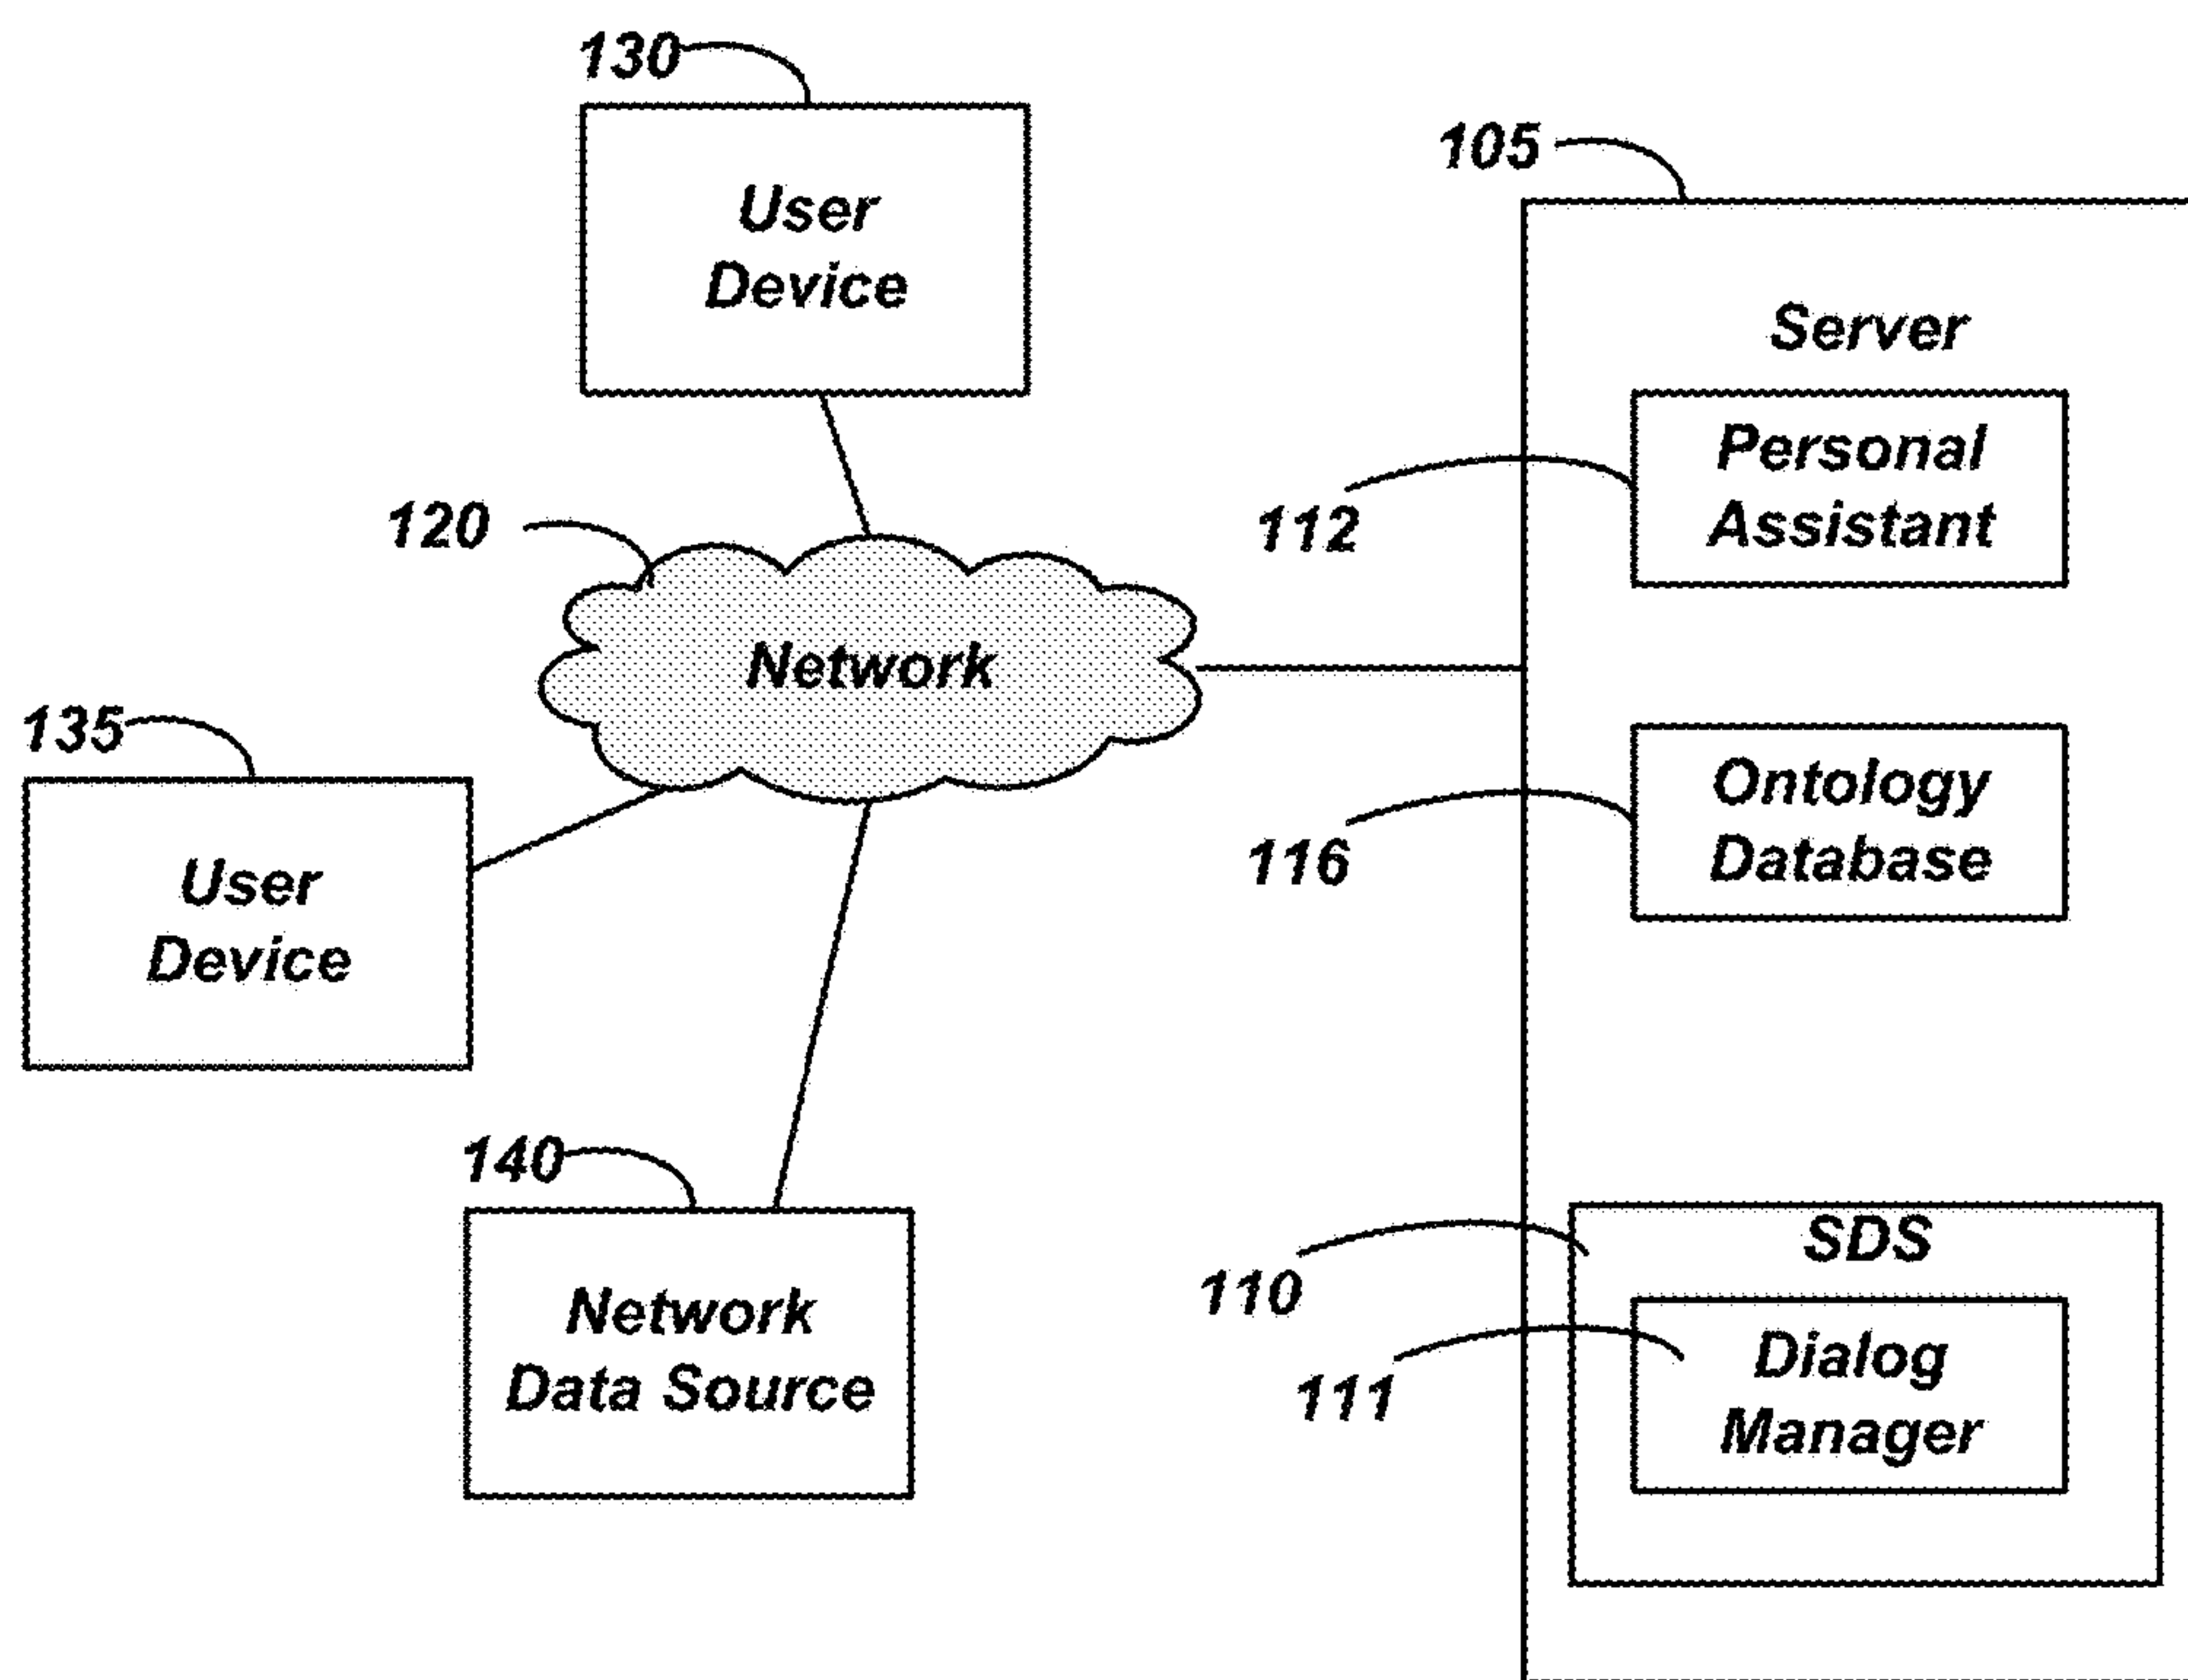 130
User
Device
105
Server
Personal
Assistant
112
120
Network
135
User
Device
Ontology
Database
116
140
Network
Data Source
SDS
110
Dialog
Manager
111